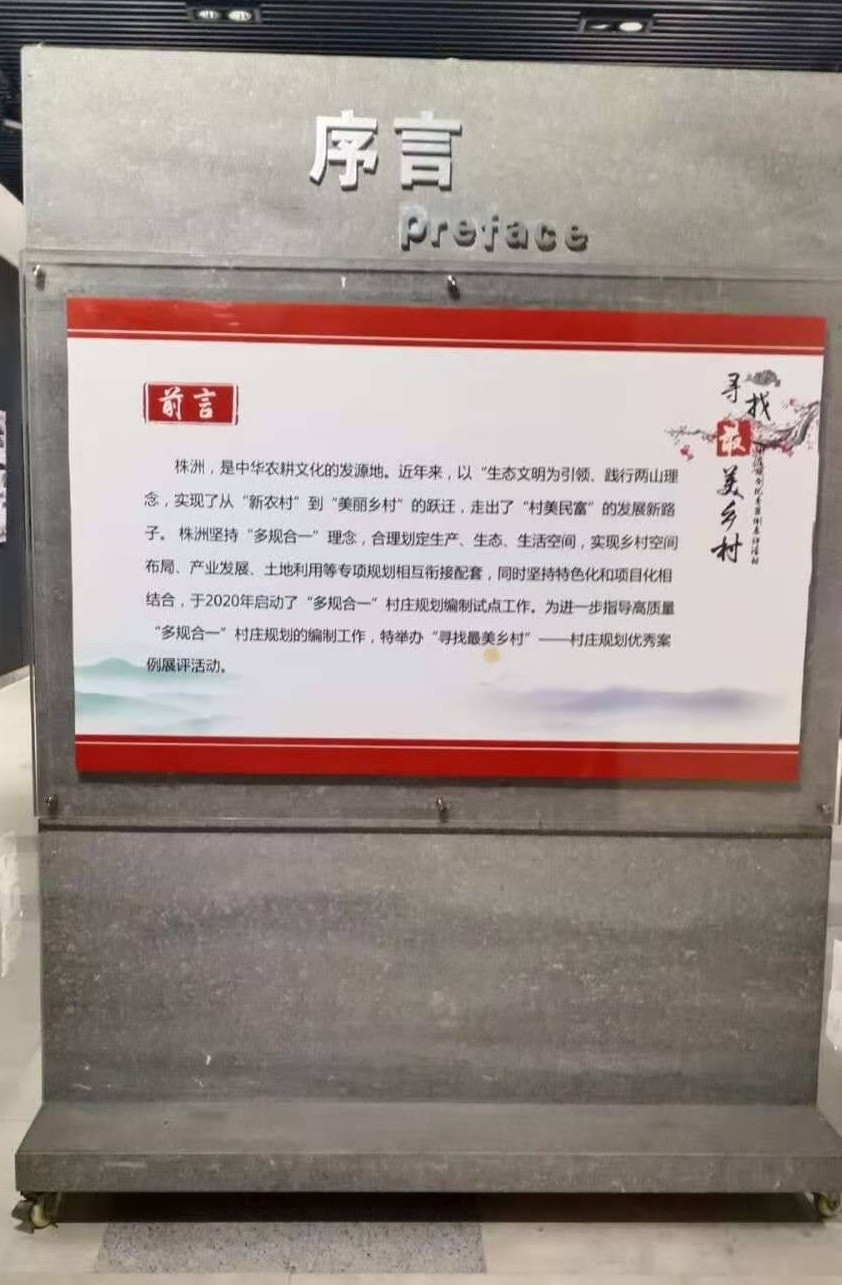 序言
preface
前言
株洲，是中华农耕文化的发源地。近年来，以“生态文明为引领、践行两山理
念，实现了从“新农村”到“美丽乡村”的跃迁，走出了“村美民富”的发展新路
子。 株洲坚持“多规合一”理念，合理划定生产、生态、生活空间，实现乡村空间
布局、产业发展、土地利用等专项规划相互衔接配套，同时坚持特色化和项目化相
结合，于2020年启动了“多规合一”村庄规划编制试点工作。为进一步指导高质量
“多规合一”村庄规划的编制工作，特举办“寻找最美乡村”——村庄规划优秀案
例展评活动。
寻找最美乡村